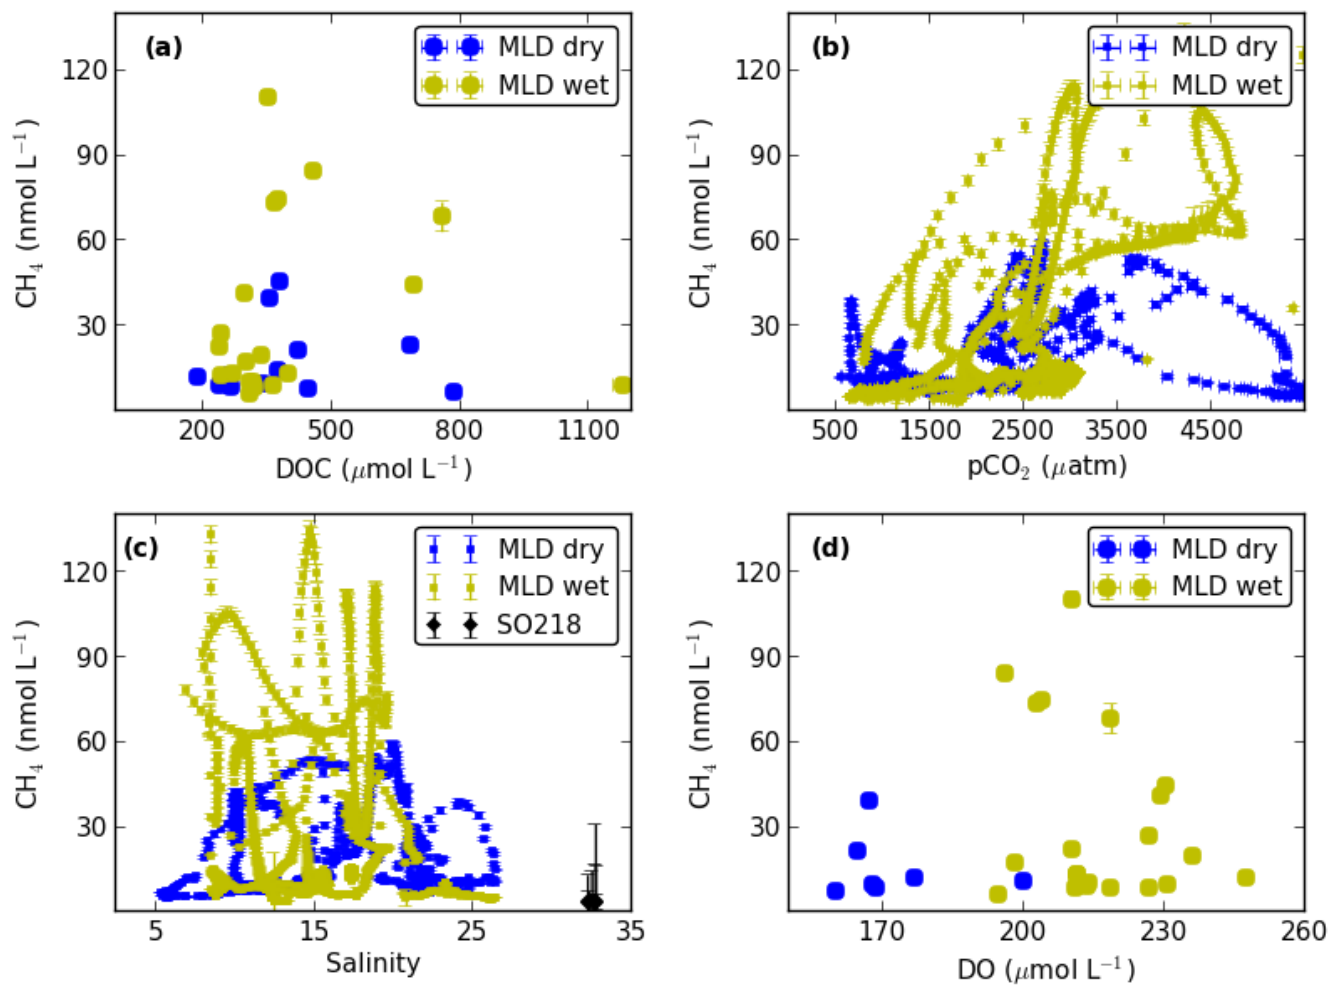 (a)
MLD dry
MLD wet
120
90
60
30
CH₄ (nmol L⁻¹)
200 500 800 1100
DOC (μmol L⁻¹)
(b)
MLD dry
MLD wet
120
90
60
30
CH₄ (nmol L⁻¹)
500 1500 2500 3500 4500
pCO₂ (μatm)
(c)
MLD dry
MLD wet
SO218
120
90
60
30
CH₄ (nmol L⁻¹)
5 15 25 35
Salinity
(d)
MLD dry
MLD wet
120
90
60
30
CH₄ (nmol L⁻¹)
170 200 230 260
DO (μmol L⁻¹)